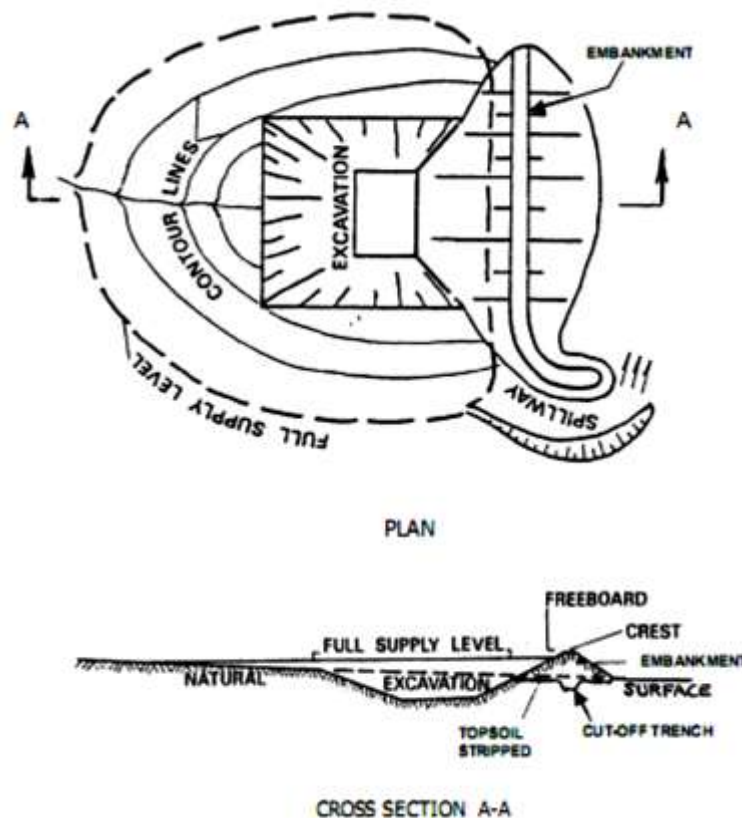 EMBANKMENT
A
A
CONTOUR LINES
EXCAVATION
FULL SUPPLY LEVEL
SPILLWAY
PLAN
FREEBOARD
FULL SUPPLY LEVEL
CREST
EMBANKMENT
NATURAL
EXCAVATION
SURFACE
TOPSOIL
STRIPPED
CUT-OFF TRENCH
CROSS SECTION A-A